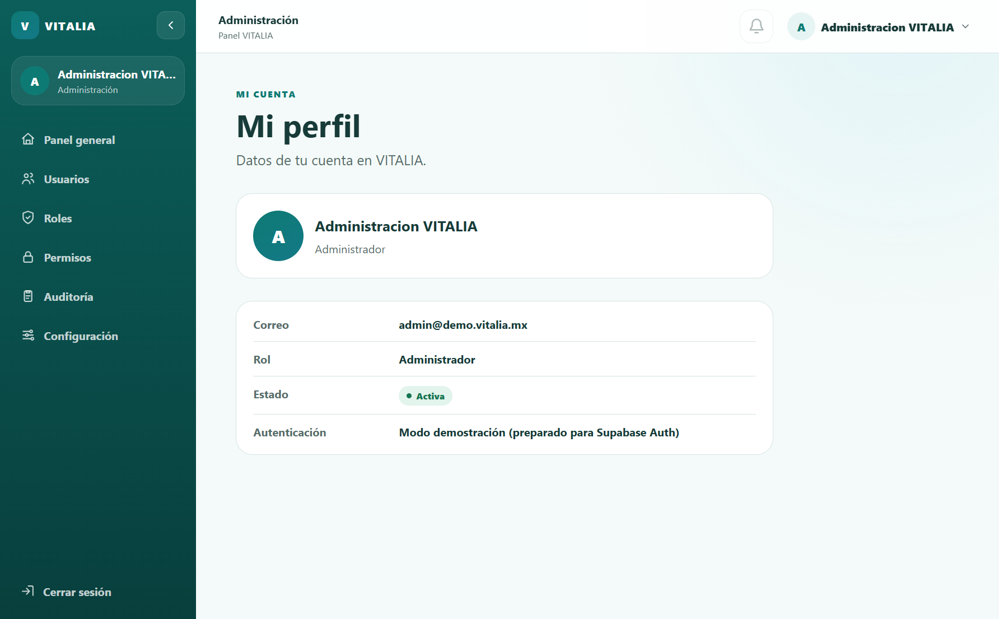 V VITALIA
A Administracion VITA...
Administración
Panel general
Usuarios
Roles
Permisos
Auditoría
Configuración
Cerrar sesión
Administración
Panel VITALIA
A Administracion VITALIA
MI CUENTA
Mi perfil
Datos de tu cuenta en VITALIA.
A
Administracion VITALIA
Administrador
Correo admin@demo.vitalia.mx
Rol Administrador
Estado Activa
Autenticación Modo demostración (preparado para Supabase Auth)